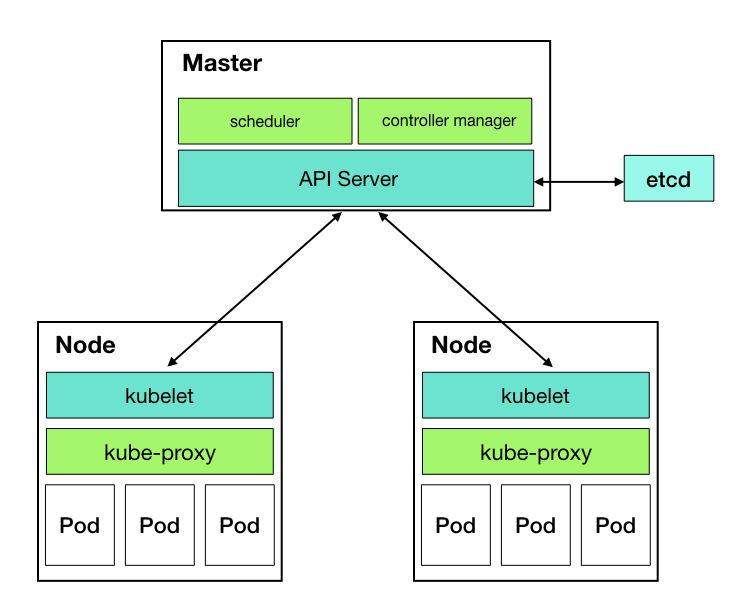 Master
scheduler
controller manager
API Server
etcd
Node
kubelet
kube-proxy
Pod
Pod
Pod
Node
kubelet
kube-proxy
Pod
Pod
Pod